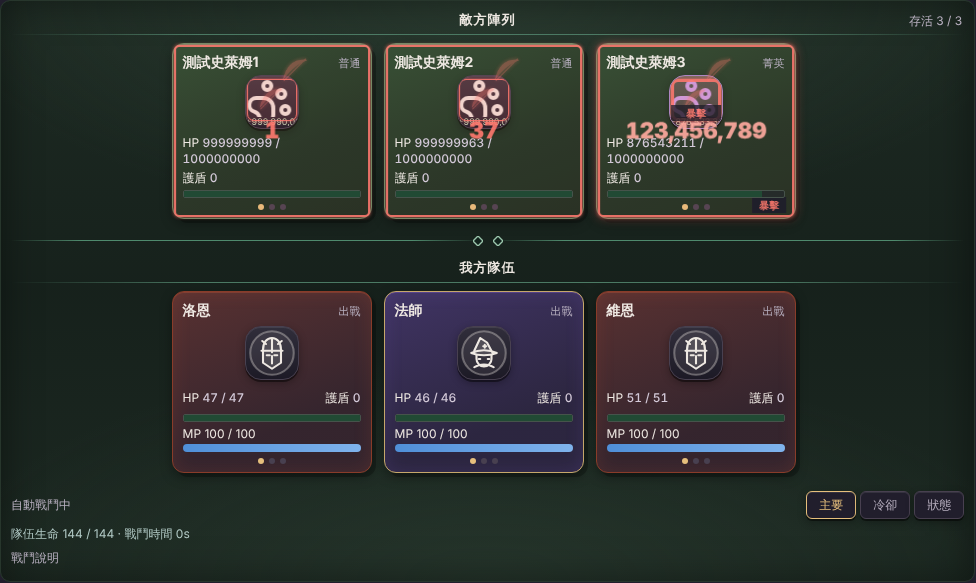 敵方陣列
存活 3 / 3
測試史萊姆1 普通
1
HP 999999999 /
1000000000
護盾 0
測試史萊姆2 普通
37
HP 999999963 /
1000000000
護盾 0
測試史萊姆3 菁英
暴擊
123,456,789
HP 876543211 /
1000000000
護盾 0
暴擊
我方隊伍
洛恩 出戰
HP 47 / 47 護盾 0
MP 100 / 100
法師 出戰
HP 46 / 46 護盾 0
MP 100 / 100
維恩 出戰
HP 51 / 51 護盾 0
MP 100 / 100
自動戰鬥中
主要 冷卻 狀態
隊伍生命 144 / 144 · 戰鬥時間 0s
戰鬥說明